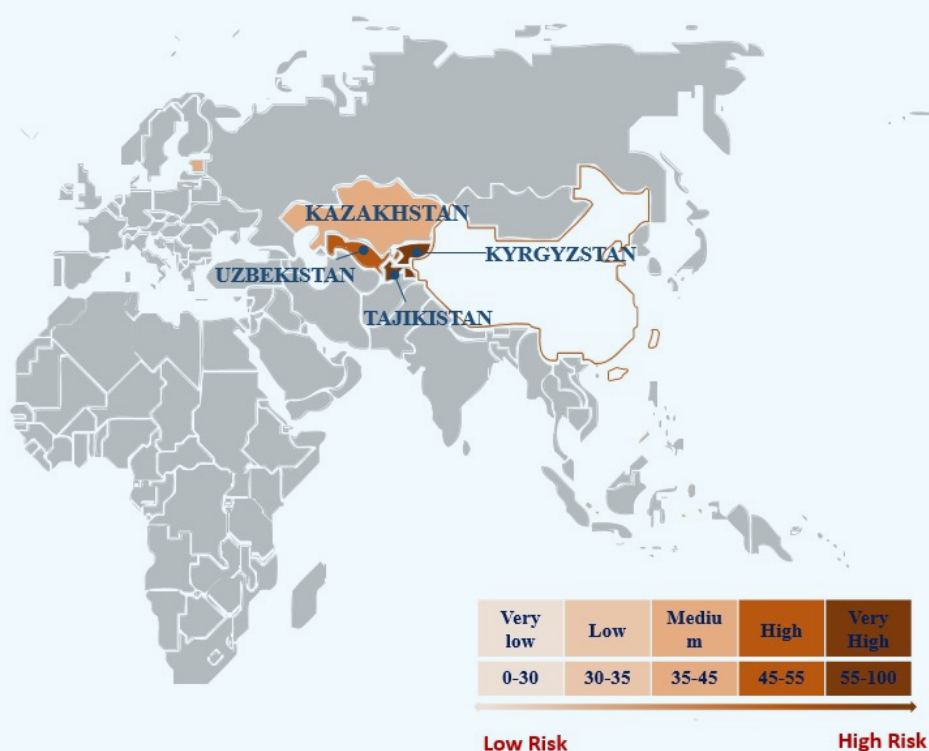 KAZAKHSTAN
KYRGYZSTAN
UZBEKISTAN
TAJIKISTAN
Very low
Low
Mediu
m
High
Very High
0-30
30-35
35-45
45-55
55-100
Low Risk
High Risk